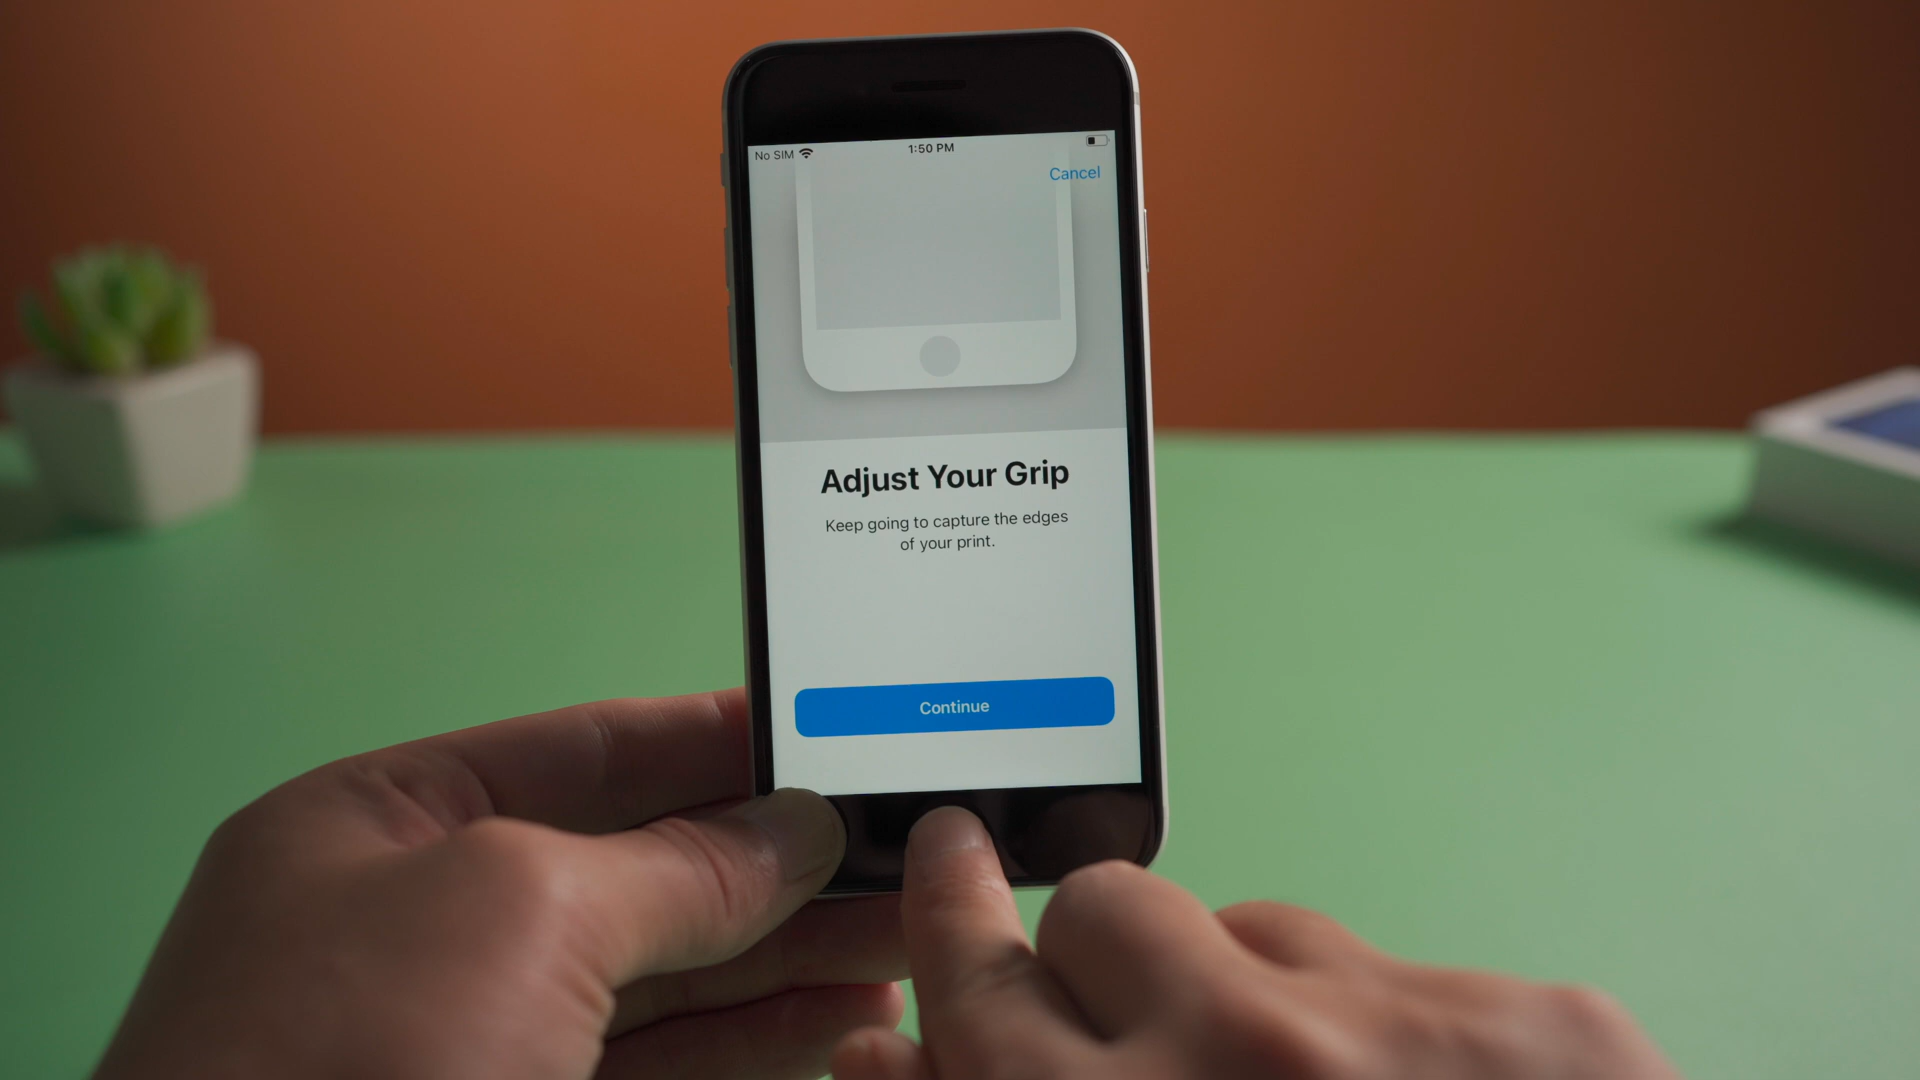 No SIM 1:50 PM
Cancel
Adjust Your Grip
Keep going to capture the edges
of your print.
Continue